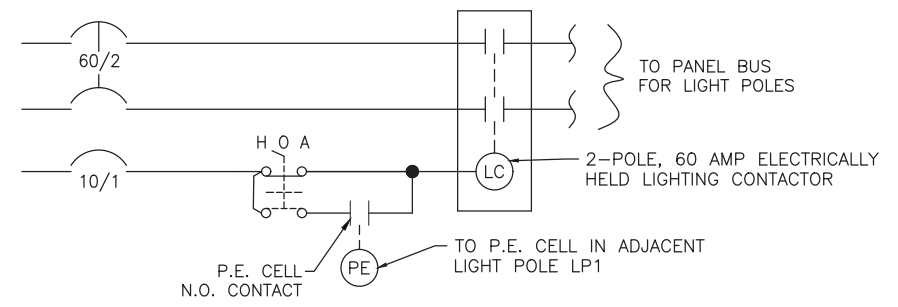 60/2
TO PANEL BUS
FOR LIGHT POLES
H O A
10/1
LC
2-POLE, 60 AMP ELECTRICALLY
HELD LIGHTING CONTACTOR
P.E. CELL
N.O. CONTACT
PE
TO P.E. CELL IN ADJACENT
LIGHT POLE LP1